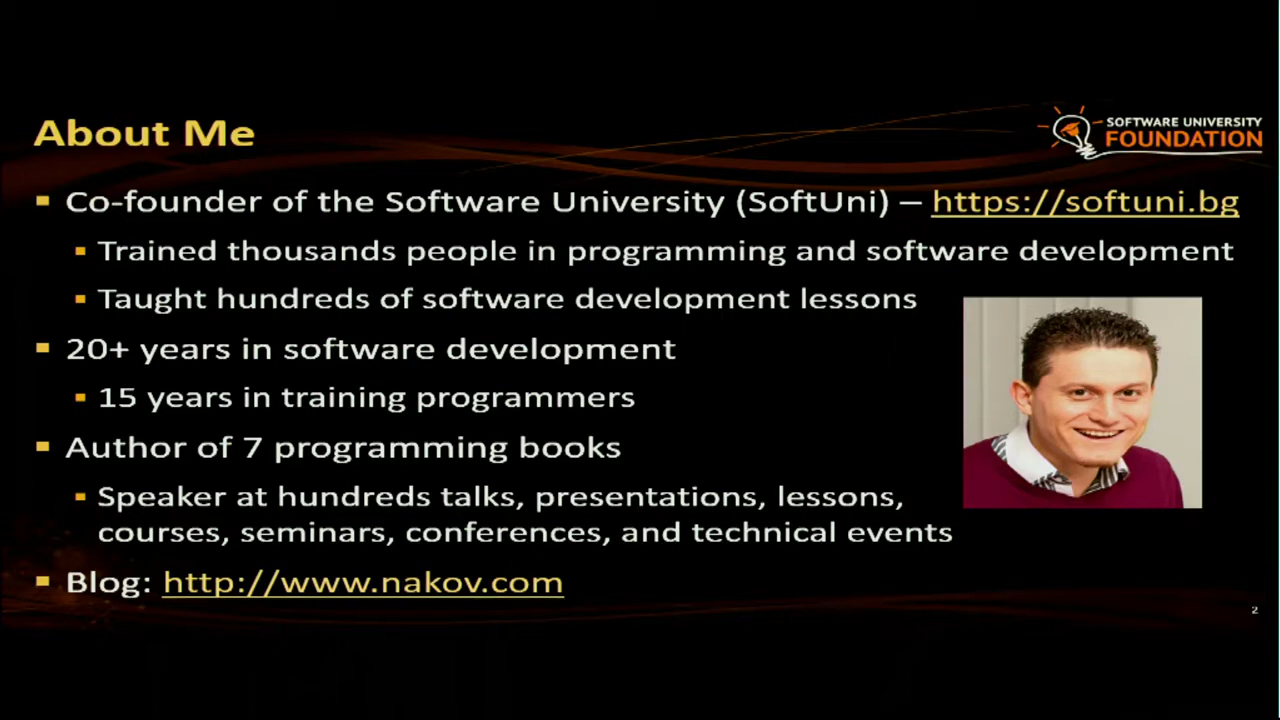 About Me
SOFTWARE UNIVERSITY
FOUNDATION
Co-founder of the Software University (SoftUni) – https://softuni.bg
Trained thousands people in programming and software development
Taught hundreds of software development lessons
20+ years in software development
15 years in training programmers
Author of 7 programming books
Speaker at hundreds talks, presentations, lessons,
courses, seminars, conferences, and technical events
Blog: http://www.nakov.com
2